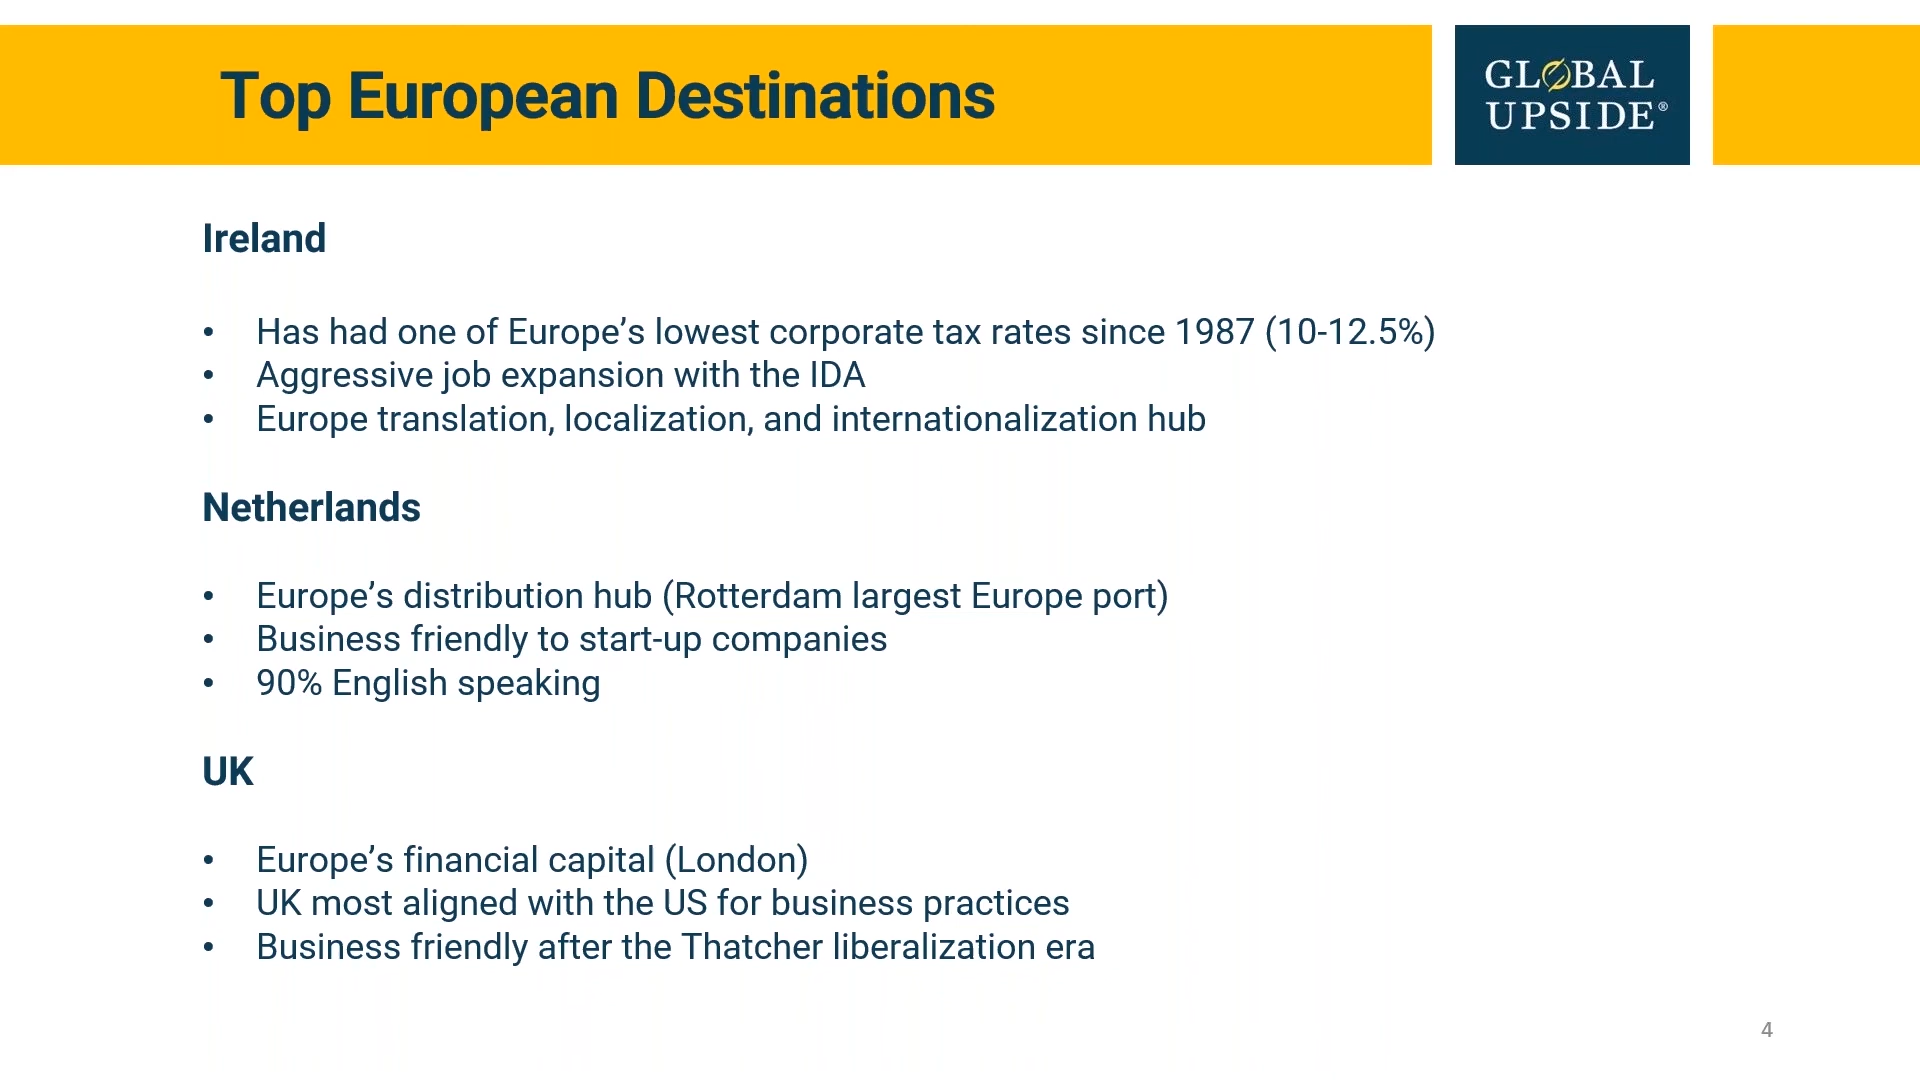 Top European Destinations
GLOBAL
UPSIDE®
Ireland
• Has had one of Europe’s lowest corporate tax rates since 1987 (10-12.5%)
• Aggressive job expansion with the IDA
• Europe translation, localization, and internationalization hub
Netherlands
• Europe’s distribution hub (Rotterdam largest Europe port)
• Business friendly to start-up companies
• 90% English speaking
UK
• Europe’s financial capital (London)
• UK most aligned with the US for business practices
• Business friendly after the Thatcher liberalization era
4